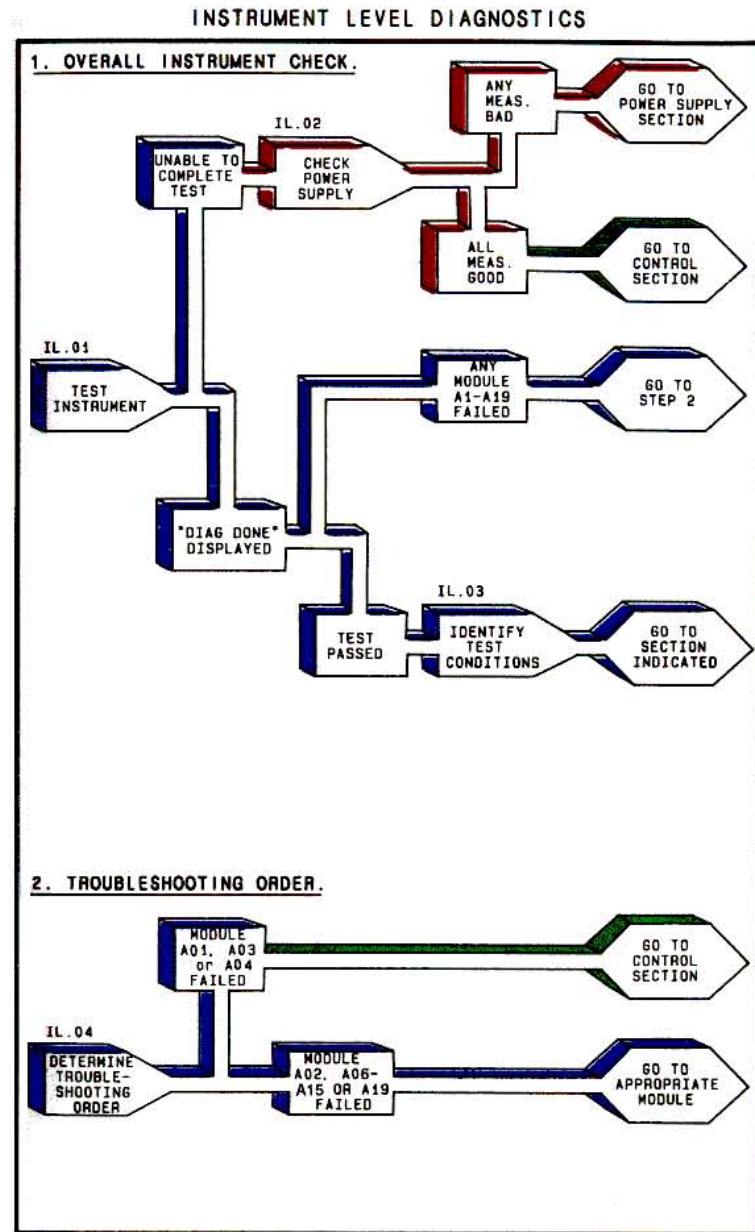 INSTRUMENT LEVEL DIAGNOSTICS
1. OVERALL INSTRUMENT CHECK.
ANY
MEAS.
BAD
GO TO
POWER SUPPLY
SECTION
IL.02
UNABLE TO
COMPLETE
TEST
CHECK
POWER
SUPPLY
ALL
MEAS.
GOOD
GO TO
CONTROL
SECTION
IL.01
TEST
INSTRUMENT
ANY
MODULE
A1-A19
FAILED
GO TO
STEP 2
"DIAG DONE"
DISPLAYED
IL.03
TEST
PASSED
IDENTIFY
TEST
CONDITIONS
GO TO
SECTION
INDICATED
2. TROUBLESHOOTING ORDER.
MODULE
A01, A03
or A04
FAILED
GO TO
CONTROL
SECTION
IL.04
DETERMINE
TROUBLE-
SHOOTING
ORDER
MODULE
A02, A06-
A15 OR A19
FAILED
GO TO
APPROPRIATE
MODULE